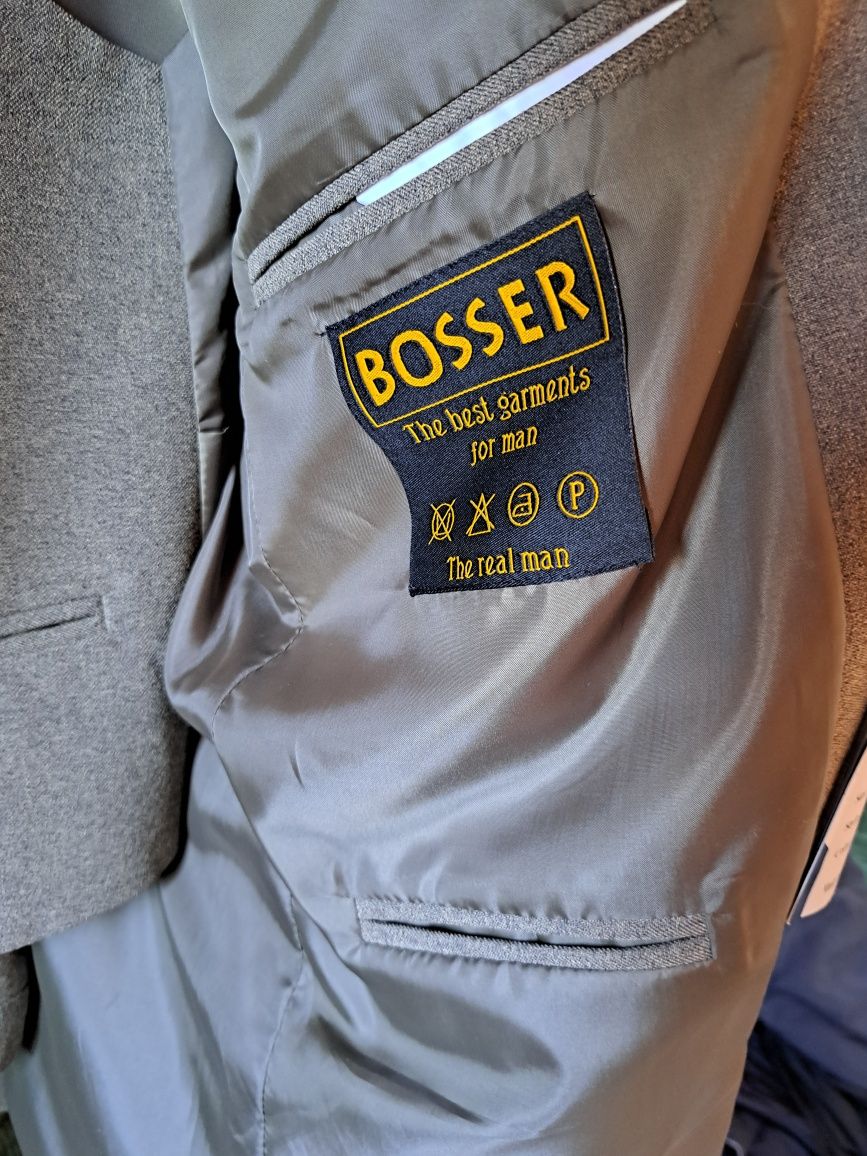 BOSSER
The best garments
for man
P
The real man